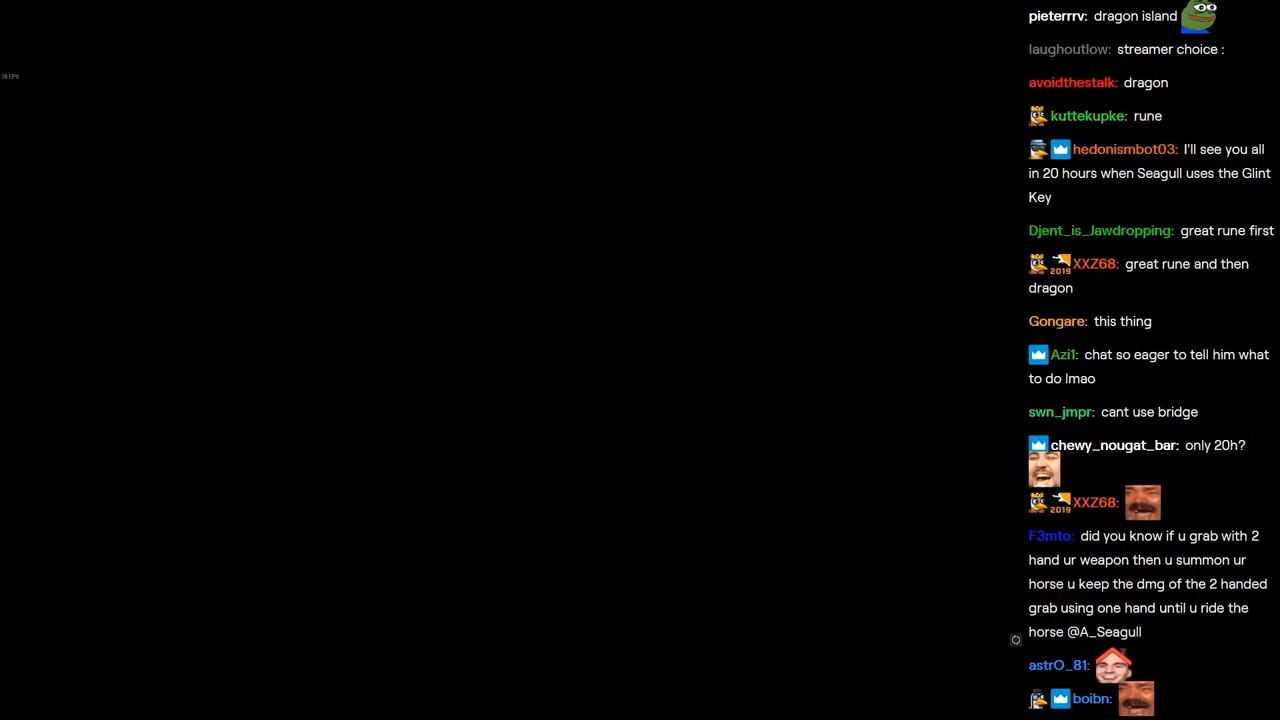 pieterrrv: dragon island
laughoutlow: streamer choice :
78 FPS
avoidthestalk: dragon
kuttekupke: rune
hedonismbot03: I'll see you all
in 20 hours when Seagull uses the Glint
Key
Djent_is_Jawdropping: great rune first
2019 XXZ68: great rune and then
dragon
Gongare: this thing
Azi1: chat so eager to tell him what
to do lmao
swn_jmpr: cant use bridge
chewy_nougat_bar: only 20h?
2019 XXZ68:
F3mto: did you know if u grab with 2
hand ur weapon then u summon ur
horse u keep the dmg of the 2 handed
grab using one hand until u ride the
horse @A_Seagull
astrO_81:
boibn: